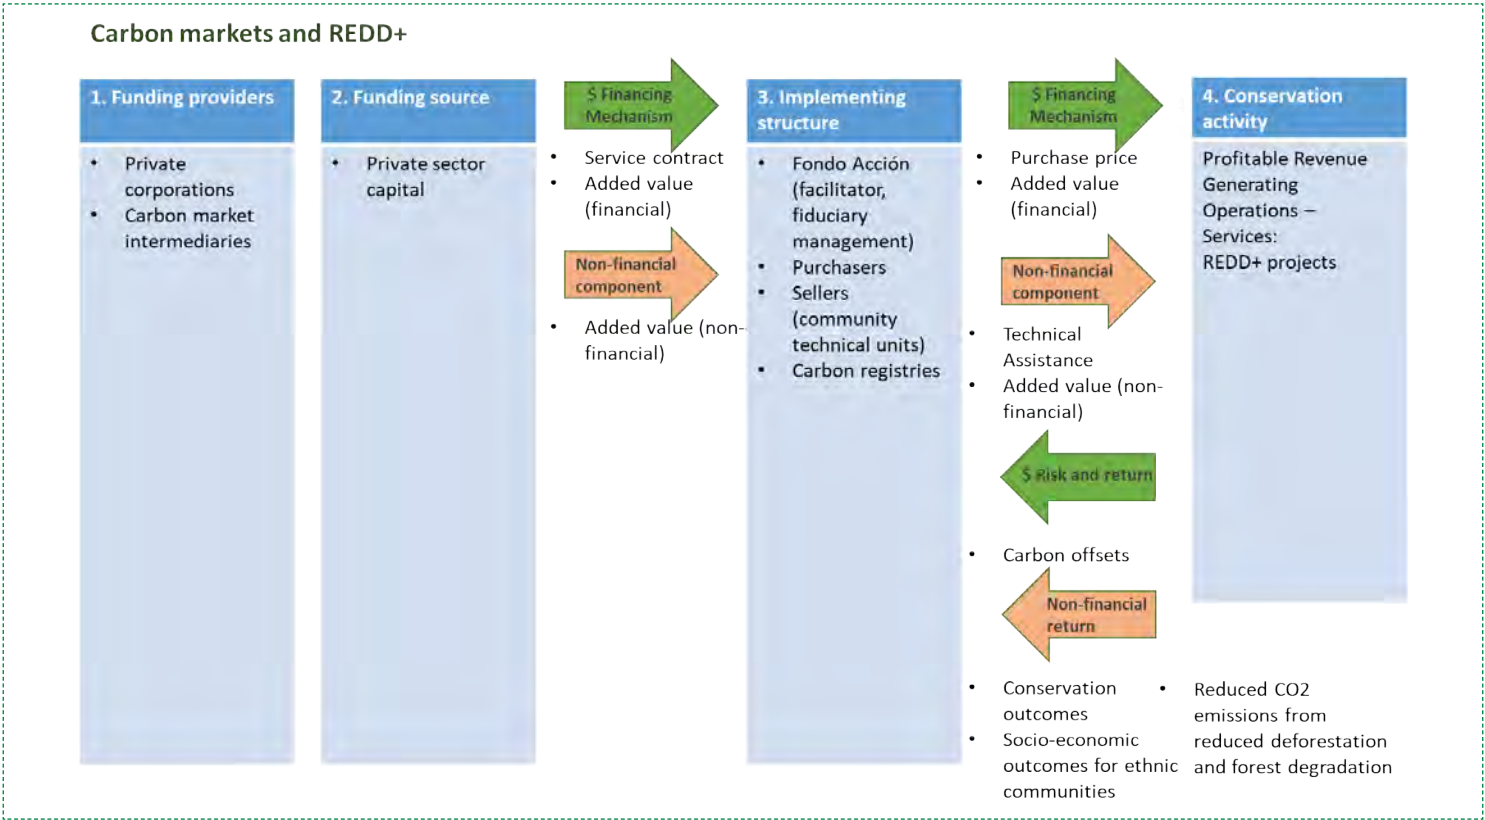 Carbon markets and REDD+
1. Funding providers
• Private
corporations
• Carbon market
intermediaries
2. Funding source
• Private sector
capital
$ Financing
Mechanism
• Service contract
• Added value
(financial)
Non-financial
component
• Added value (non-
financial)
3. Implementing
structure
• Fondo Acción
(facilitator,
fiduciary
management)
• Purchasers
• Sellers
(community
technical units)
• Carbon registries
$ Financing
Mechanism
• Purchase price
• Added value
(financial)
Non-financial
component
• Technical
Assistance
• Added value (non-
financial)
$ Risk and return
• Carbon offsets
Non-financial
return
• Conservation
outcomes
• Socio-economic
outcomes for ethnic
communities
4. Conservation
activity
Profitable Revenue
Generating
Operations –
Services:
REDD+ projects
• Reduced CO2
emissions from
reduced deforestation
and forest degradation